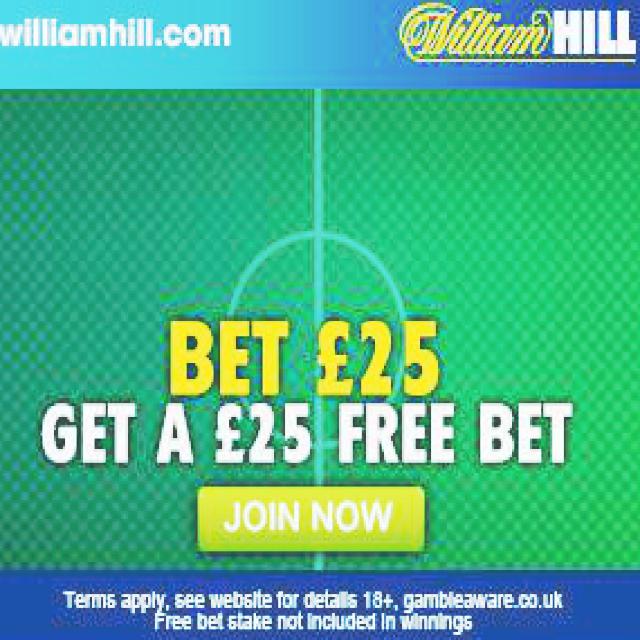 williamhill.com
William HILL
BET £25
GET A £25 FREE BET
JOIN NOW
Terms apply, see website for details 18+, gambleaware.co.uk
Free bet stake not included in winnings